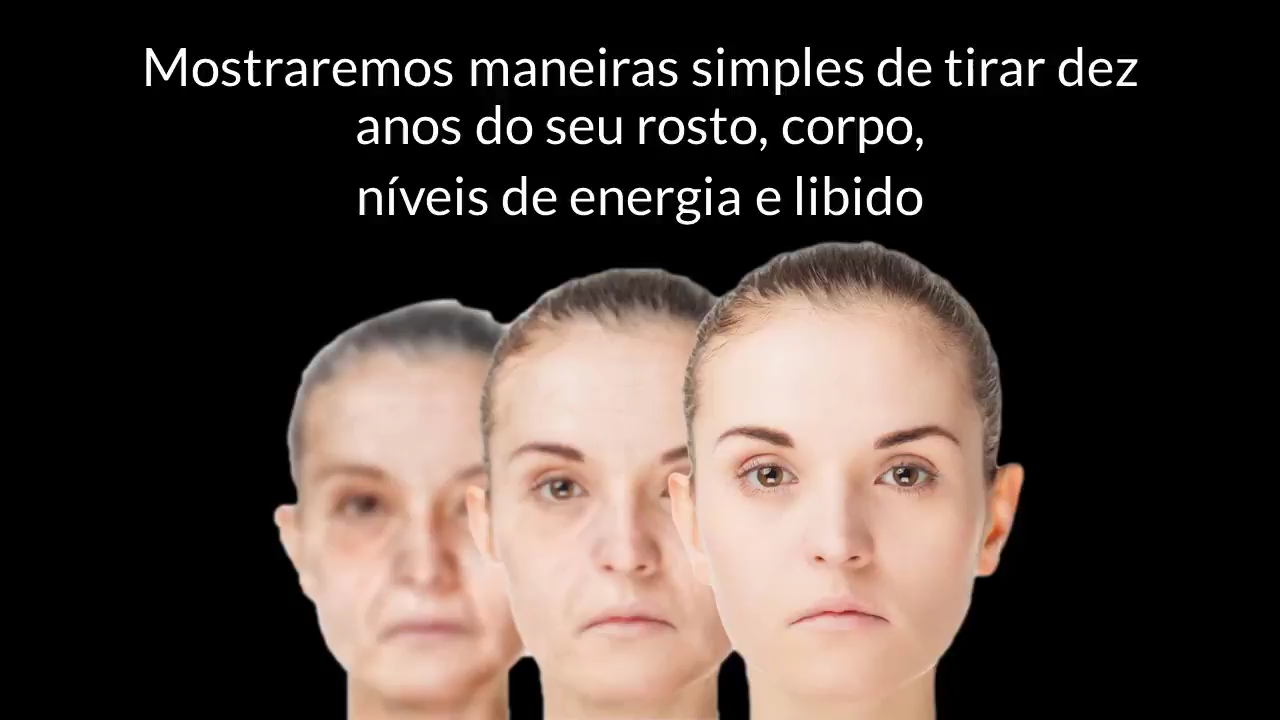 Mostraremos maneiras simples de tirar dez
anos do seu rosto, corpo,
níveis de energia e libido